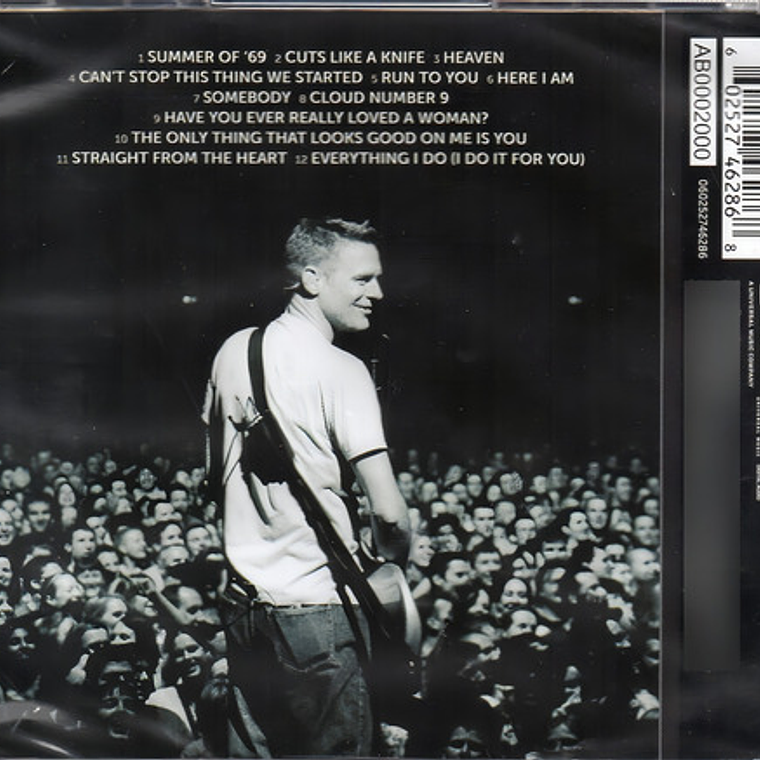 1 SUMMER OF '69 2 CUTS LIKE A KNIFE 3 HEAVEN
4 CAN'T STOP THIS THING WE STARTED 5 RUN TO YOU 6 HERE I AM
7 SOMEBODY 8 CLOUD NUMBER 9
9 HAVE YOU EVER REALLY LOVED A WOMAN?
10 THE ONLY THING THAT LOOKS GOOD ON ME IS YOU
11 STRAIGHT FROM THE HEART 12 EVERYTHING I DO (I DO IT FOR YOU)
6 02527 46286 8
AB0002000
060252746286
A UNIVERSAL MUSIC COMPANY